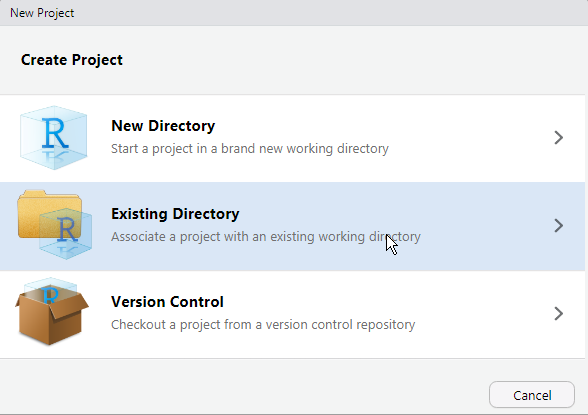 New Project
Create Project
R
New Directory
Start a project in a brand new working directory
R
Existing Directory
Associate a project with an existing working directory
R
Version Control
Checkout a project from a version control repository
Cancel